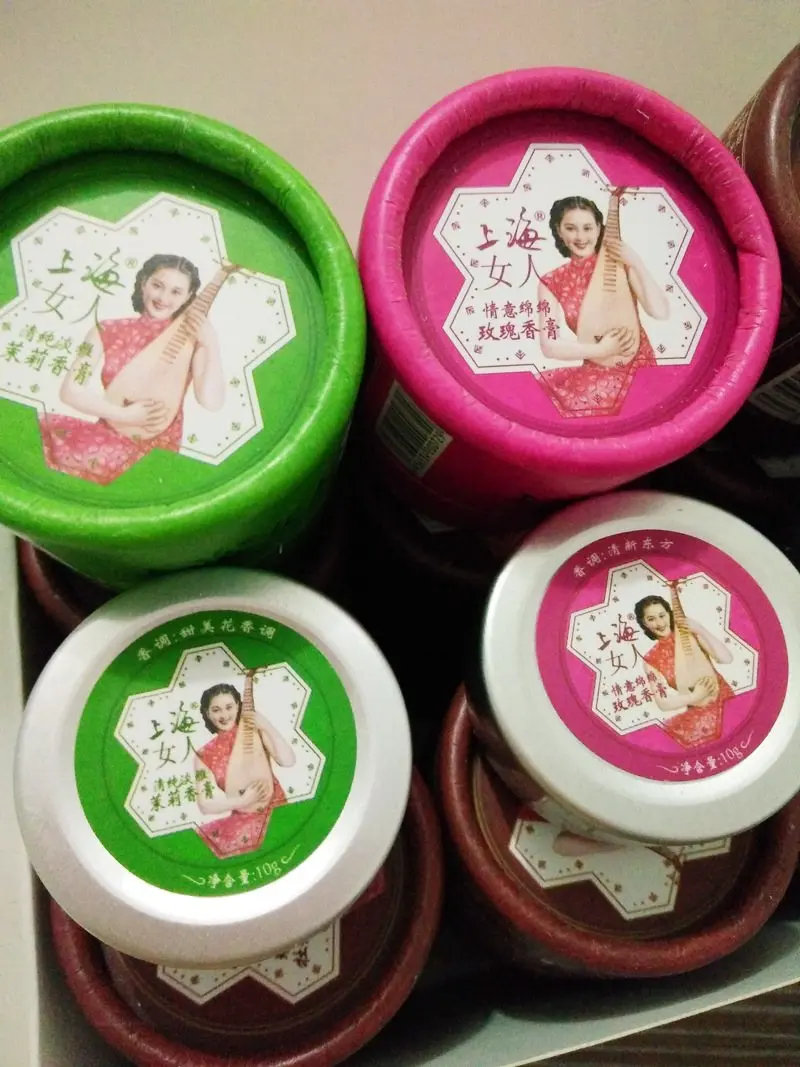 上海®
女人
清纯淡雅
茉莉香膏
上海®
女人
情意绵绵
玫瑰香膏
香调:甜美花香调
上海®
女人
清纯淡雅
茉莉香膏
净含量:10g
香调:清新东方
上海®
女人
情意绵绵
玫瑰香膏
净含量:10g